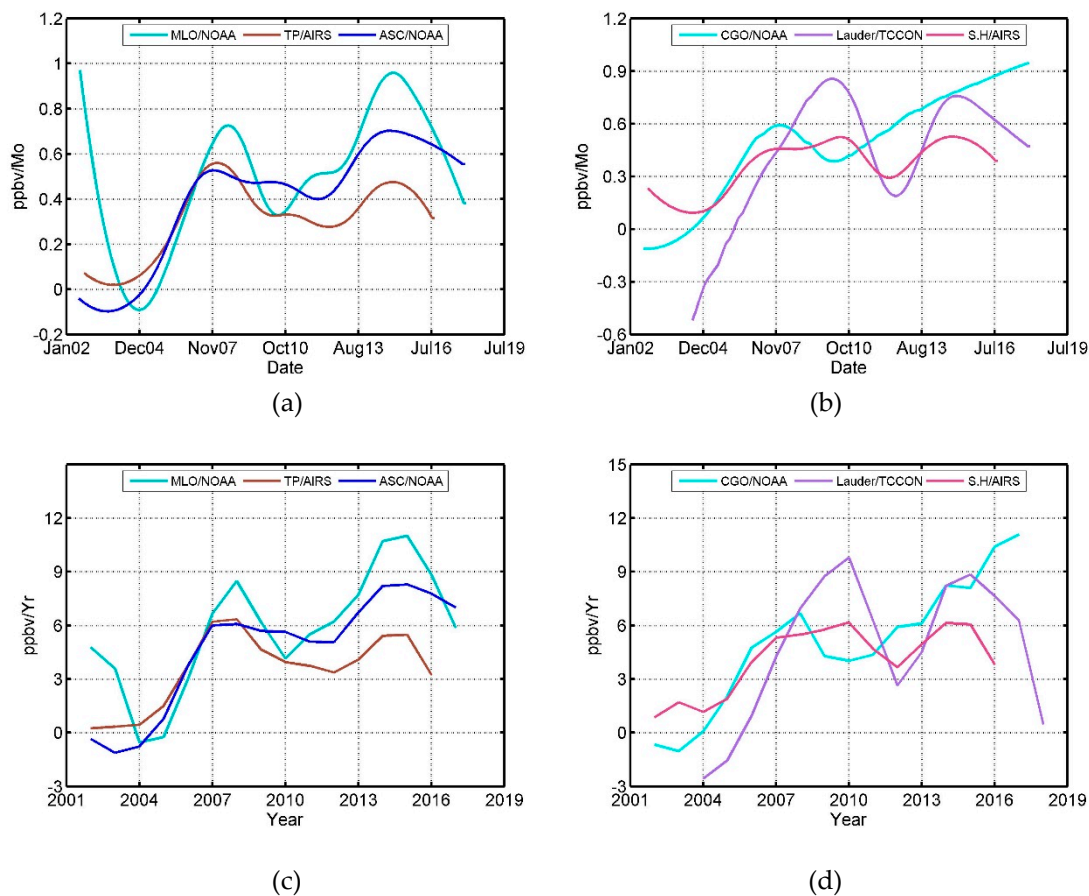 MLO/NOAA TP/AIRS ASC/NOAA
1.2
1
0.8
0.6
0.4
0.2
0
-0.2
ppbv/Mo
Jan02 Dec04 Nov07 Oct10 Aug13 Jul16 Jul19
Date
(a)
CGO/NOAA Lauder/TCCON S.H/AIRS
1.2
0.9
0.6
0.3
0
-0.3
-0.6
ppbv/Mo
Jan02 Dec04 Nov07 Oct10 Aug13 Jul16 Jul19
Date
(b)
MLO/NOAA TP/AIRS ASC/NOAA
9
6
3
0
-3
ppbv/Yr
2001 2004 2007 2010 2013 2016 2019
Year
(c)
CGO/NOAA Lauder/TCCON S.H/AIRS
15
12
9
6
3
0
-3
ppbv/Yr
2001 2004 2007 2010 2013 2016 2019
Year
(d)